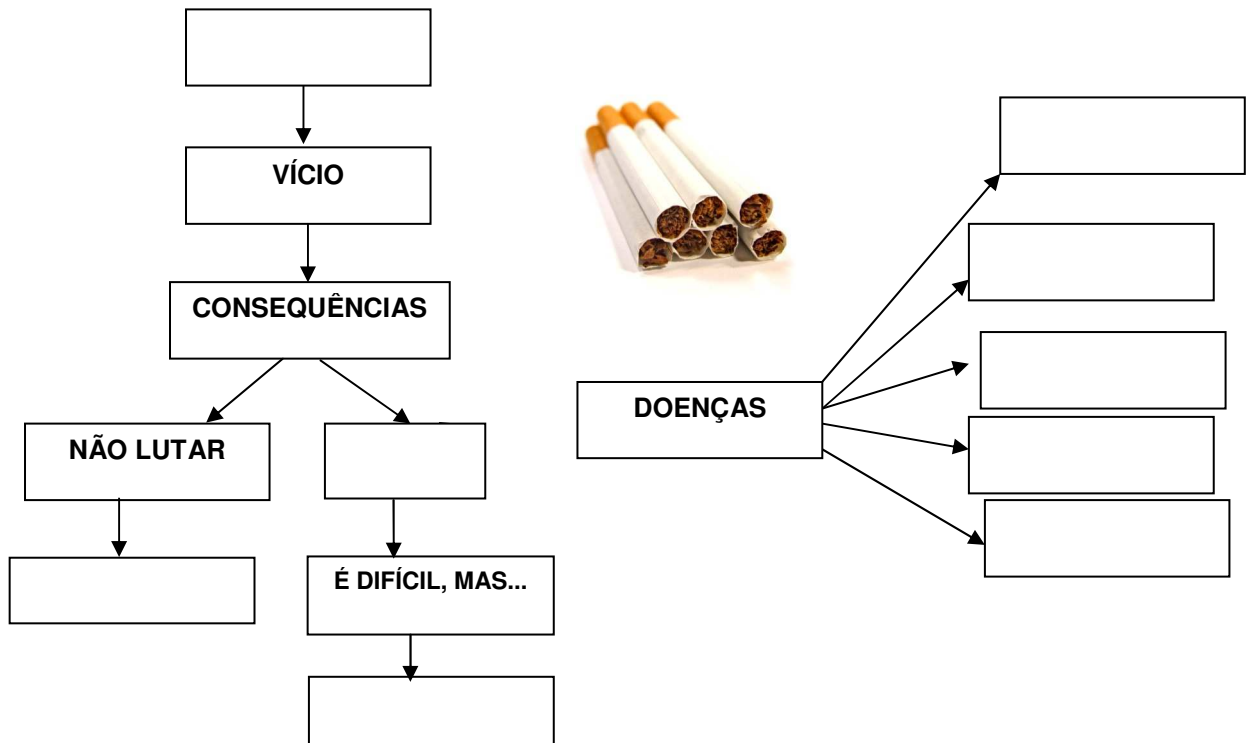 VÍCIO
CONSEQUÊNCIAS
NÃO LUTAR
É DIFÍCIL, MAS...
DOENÇAS